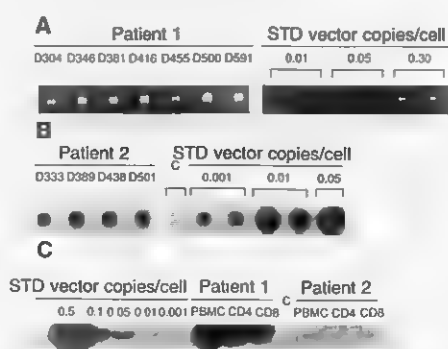 A
Patient 1 STD vector copies/cell
D304 D346 D381 D416 D455 D500 D591 0.01 0.05 0.30
B
Patient 2 STD vector copies/cell
D333 D389 D438 D501 C 0.001 0.01 0.05
C
STD vector copies/cell Patient 1 Patient 2
0.5 0.1 0.05 0.01 0.001 PBMC CD4 CD8 C PBMC CD4 CD8